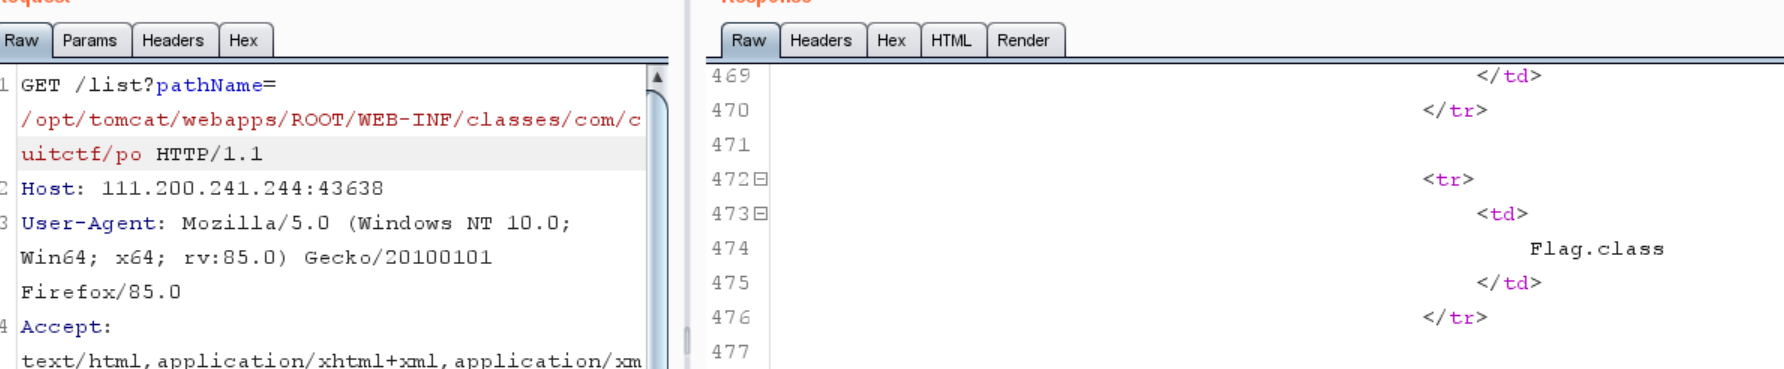 Request
Response
Raw Params Headers Hex
Raw Headers Hex HTML Render
1 GET /list?pathName=
/opt/tomcat/webapps/ROOT/WEB-INF/classes/com/c
uitctf/po HTTP/1.1
2 Host: 111.200.241.244:43638
3 User-Agent: Mozilla/5.0 (Windows NT 10.0;
Win64; x64; rv:85.0) Gecko/20100101
Firefox/85.0
4 Accept:
text/html,application/xhtml+xml,application/xm
469 </td>
470 </tr>
471
472 <tr>
473 <td>
474 Flag.class
475 </td>
476 </tr>
477